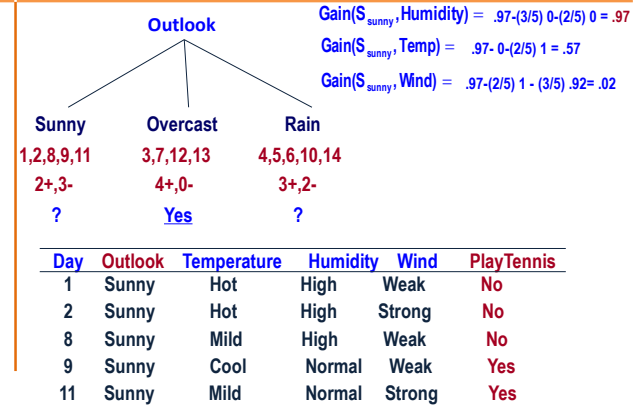 Outlook
Gain(S sunny, Humidity) = .97-(3/5) 0-(2/5) 0 = .97
Gain(S sunny, Temp) = .97- 0-(2/5) 1 = .57
Gain(S sunny, Wind) = .97-(2/5) 1 - (3/5) .92= .02
Sunny Overcast Rain
1,2,8,9,11 3,7,12,13 4,5,6,10,14
2+,3- 4+,0- 3+,2-
? Yes ?
Day Outlook Temperature Humidity Wind PlayTennis
1 Sunny Hot High Weak No
2 Sunny Hot High Strong No
8 Sunny Mild High Weak No
9 Sunny Cool Normal Weak Yes
11 Sunny Mild Normal Strong Yes